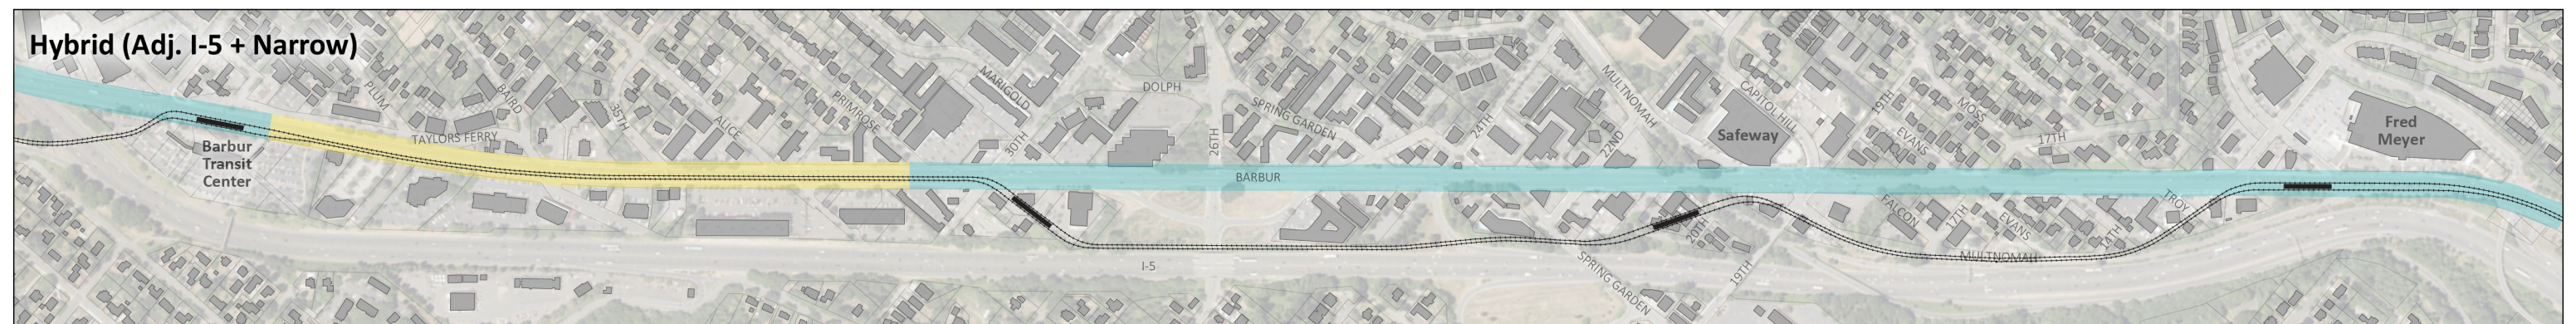 Hybrid (Adj. I-5 + Narrow)
PLUM
BAIRD
35TH
ALICE
PRIMROSE
MARIGOLD
DOLPH
SPRING GARDEN
MULTNOMAH
CAPITOL HILL
19TH
MOSS
EVANS
17TH
Fred
Meyer
Safeway
TAYLORS FERRY
30TH
26TH
24TH
22ND
Barbur
Transit
Center
BARBUR
TROY
FALCON
17TH
EVANS
14TH
20TH
MULTNOMAH
I-5
SPRING GARDEN
19TH